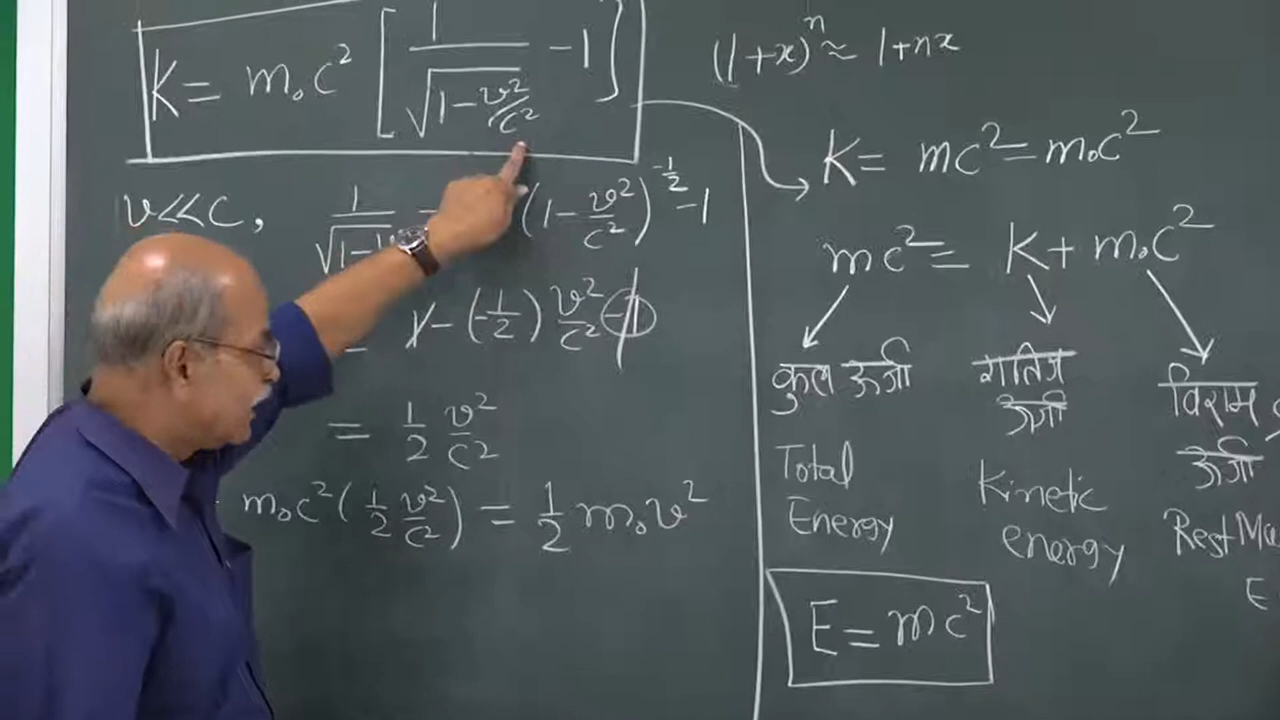 K = m₀c² [ 1/√(1 − v²/c²) − 1 ]
v << c, 1/√(1 − (1 − v²/c²)^(-1/2) − 1
= 1 − (−1/2) v²/c² − 1
= 1/2 v²/c²
m₀c² (1/2 v²/c²) = 1/2 m₀v²
(1+x)ⁿ ≈ 1+nx
K = mc² = m₀c²
mc² = K + m₀c²
कुल ऊर्जा गतिज विराम
ऊर्जा ऊर्जा
Total Kinetic Rest
Energy energy E
E = mc²